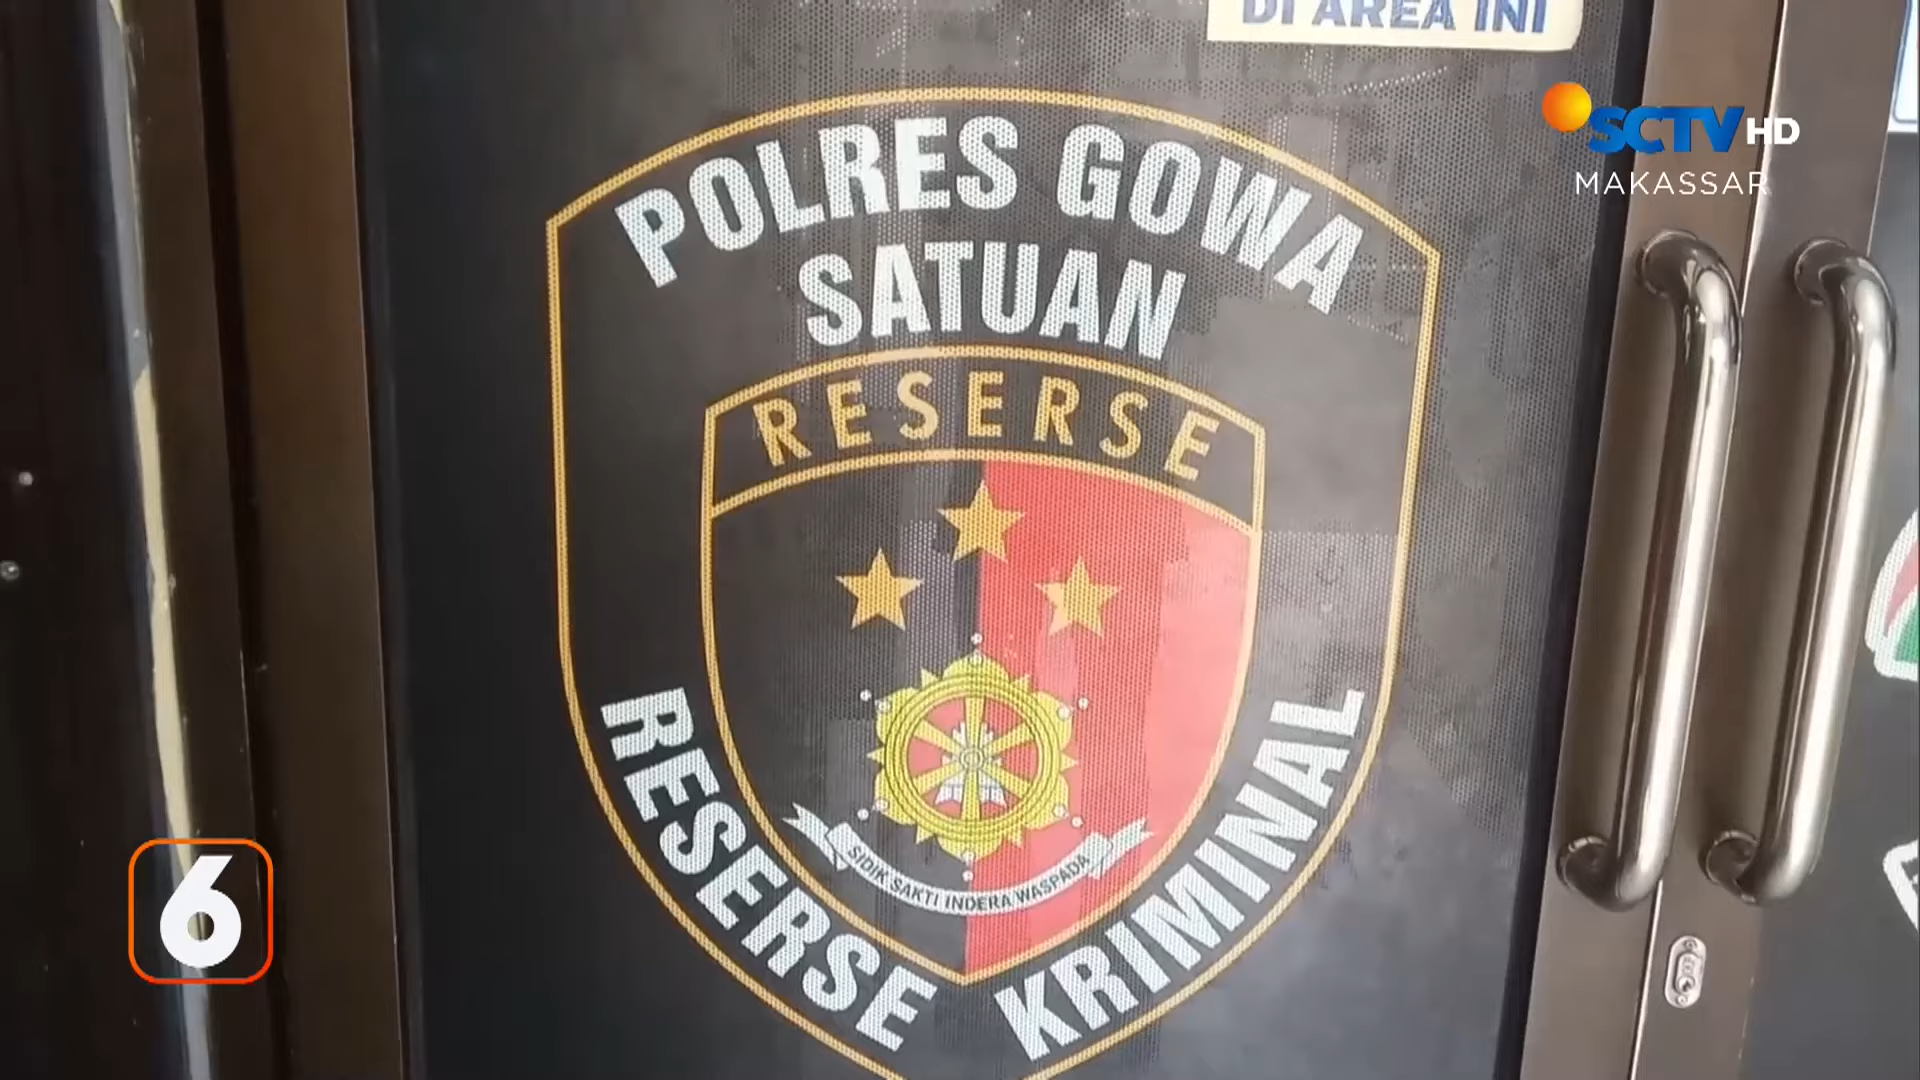 DI AREA INI
SCTV HD
MAKASSAR
POLRES GOWA
SATUAN
RESERSE
SIDIK SAKTI INDERA WASPADA
RESERSE KRIMINAL
6